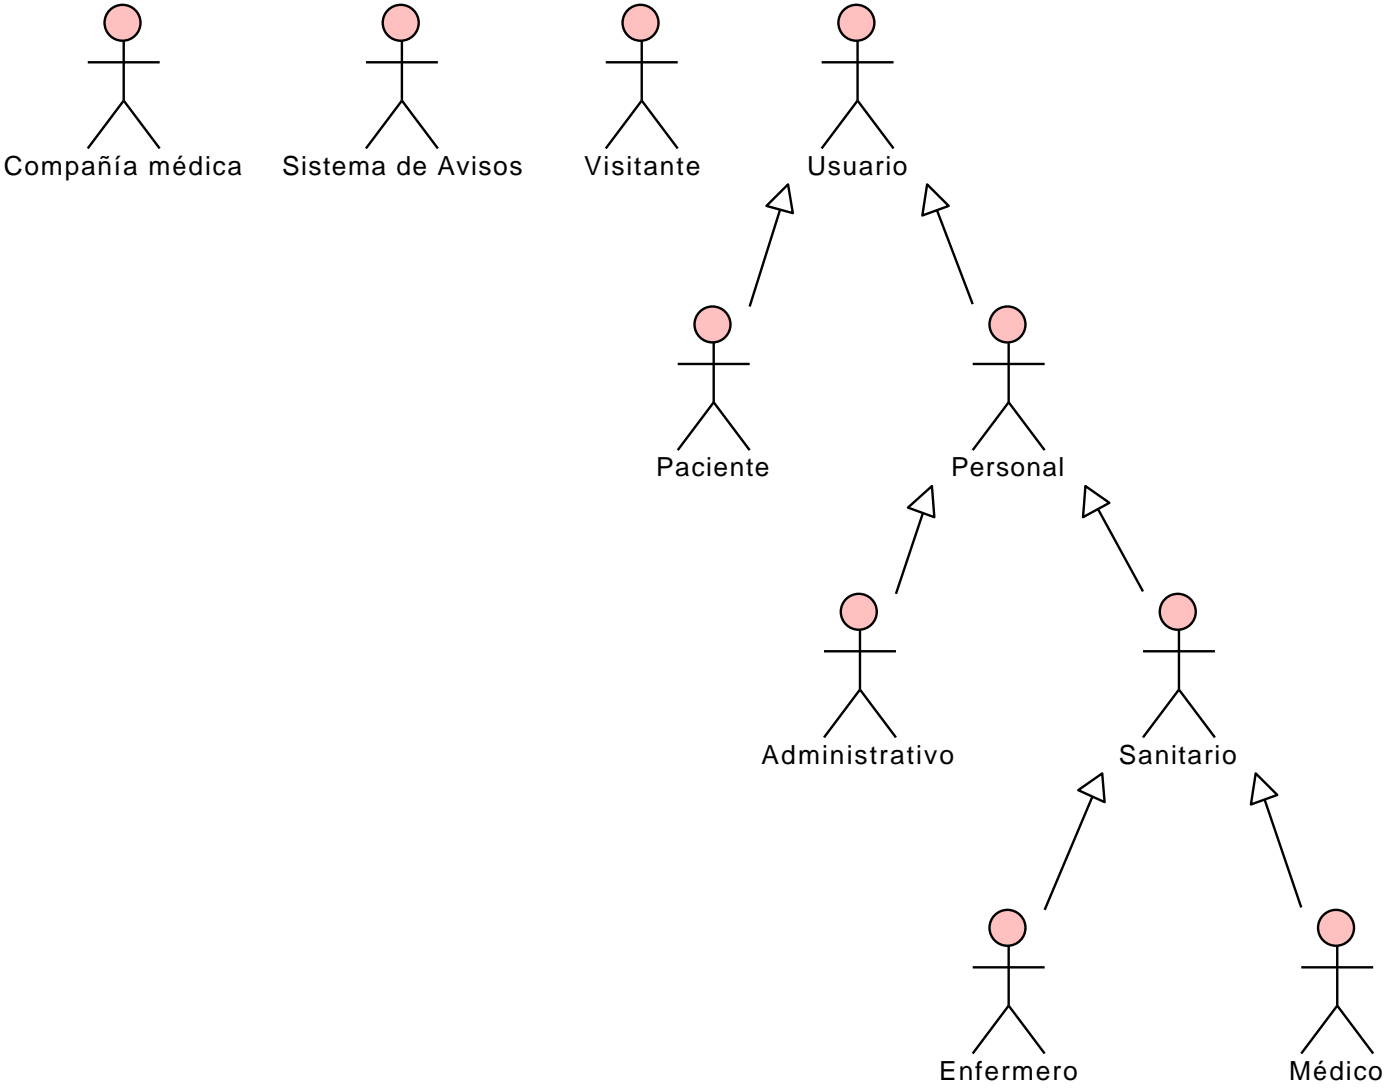 Compañía médica
Sistema de Avisos
Visitante
Usuario
Paciente
Personal
Administrativo
Sanitario
Enfermero
Médico